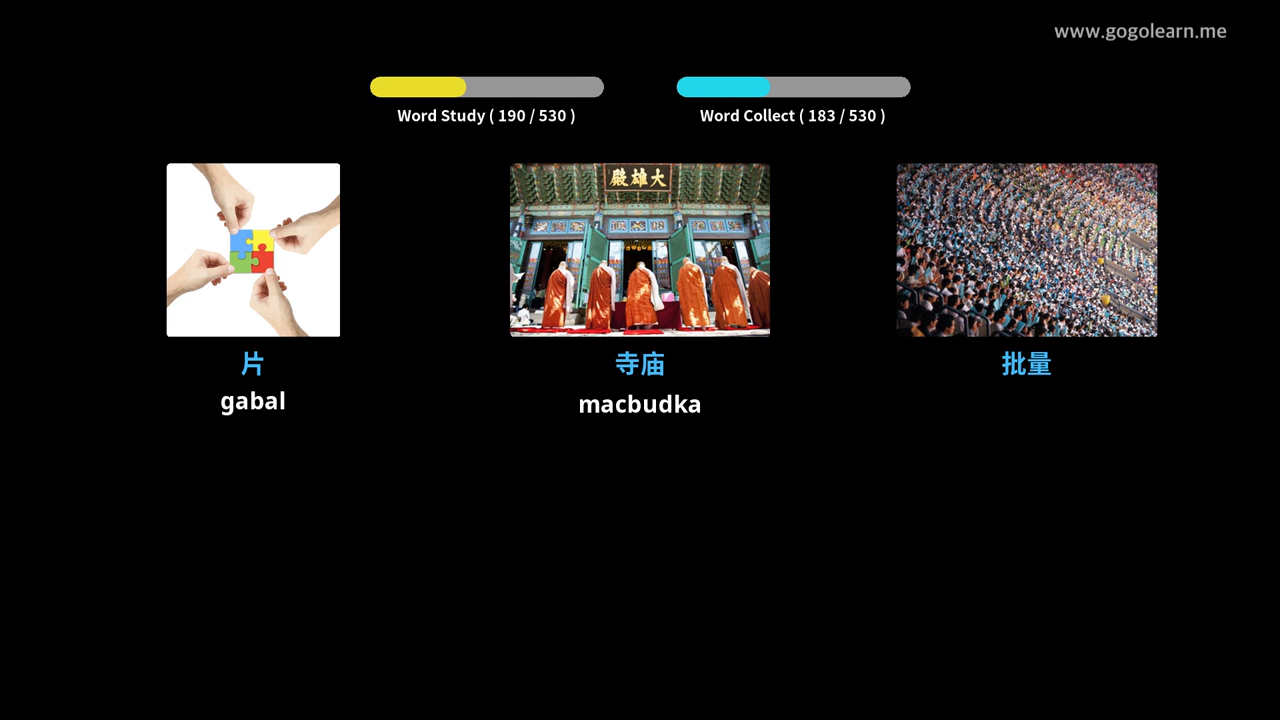 www.gogolearn.me
Word Study ( 190 / 530 )
Word Collect ( 183 / 530 )
殿雄大
片
寺庙
批量
gabal
macbudka